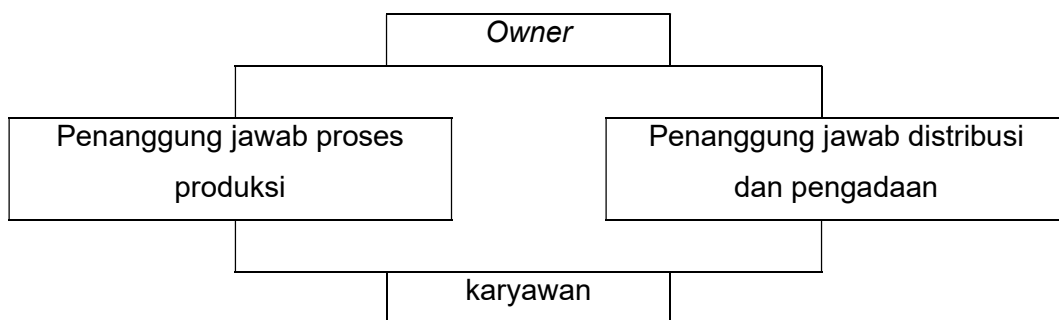 Owner
Penanggung jawab proses
produksi
Penanggung jawab distribusi
dan pengadaan
karyawan